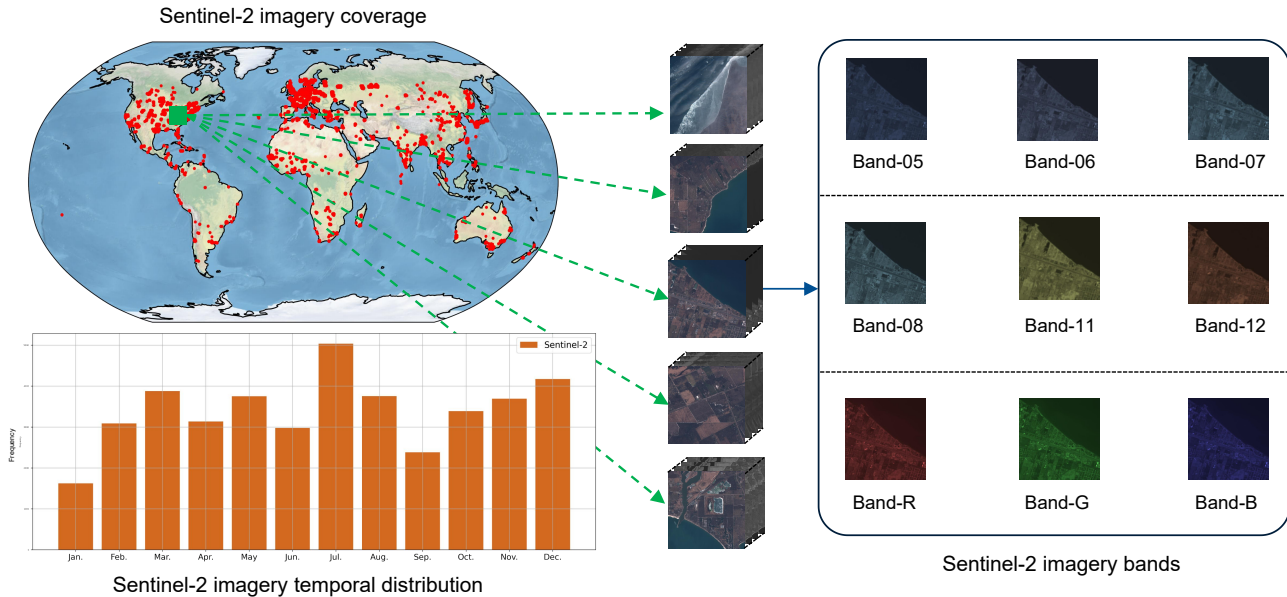 Sentinel-2 imagery coverage
Band-05
Band-06
Band-07
Band-08
Band-11
Band-12
Band-R
Band-G
Band-B
Sentinel-2 imagery bands
Sentinel-2
Frequency
Jan.
Feb.
Mar.
Apr.
May
Jun.
Jul.
Aug.
Sep.
Oct.
Nov.
Dec.
Sentinel-2 imagery temporal distribution